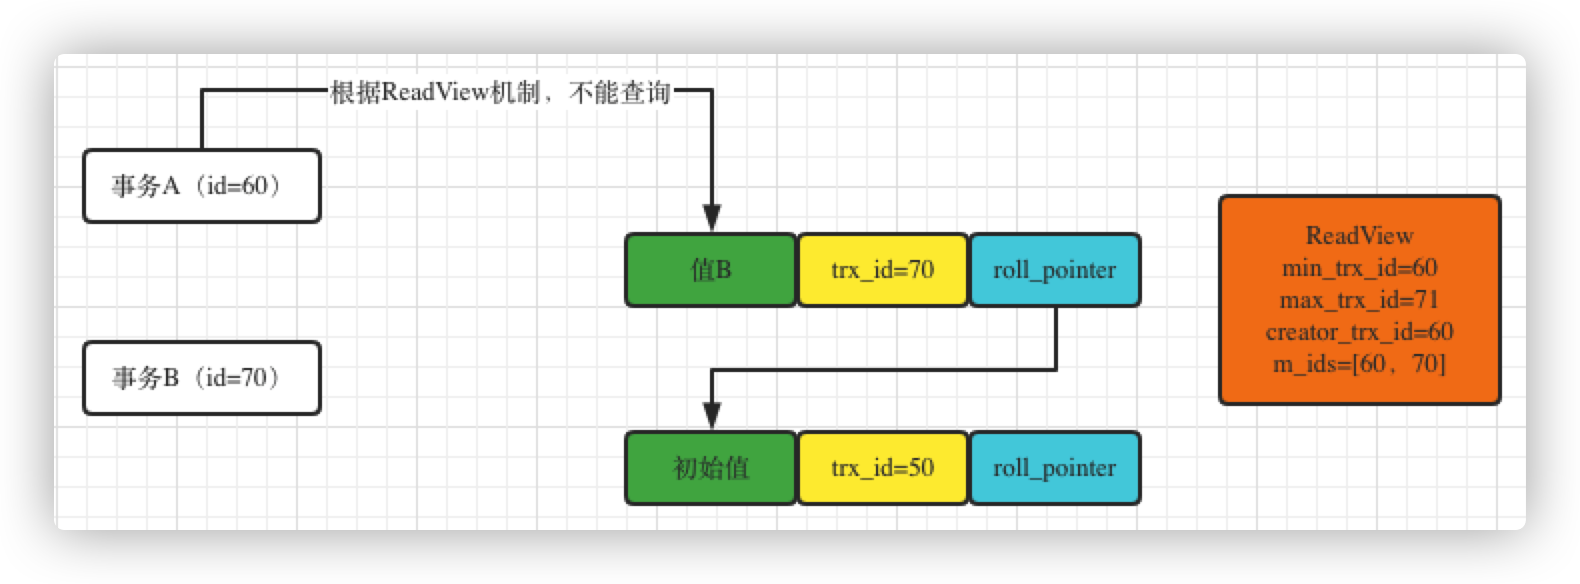 根据ReadView机制，不能查询
事务A（id=60）
值B
trx_id=70
roll_pointer
ReadView
min_trx_id=60
max_trx_id=71
creator_trx_id=60
m_ids=[60，70]
事务B（id=70）
初始值
trx_id=50
roll_pointer